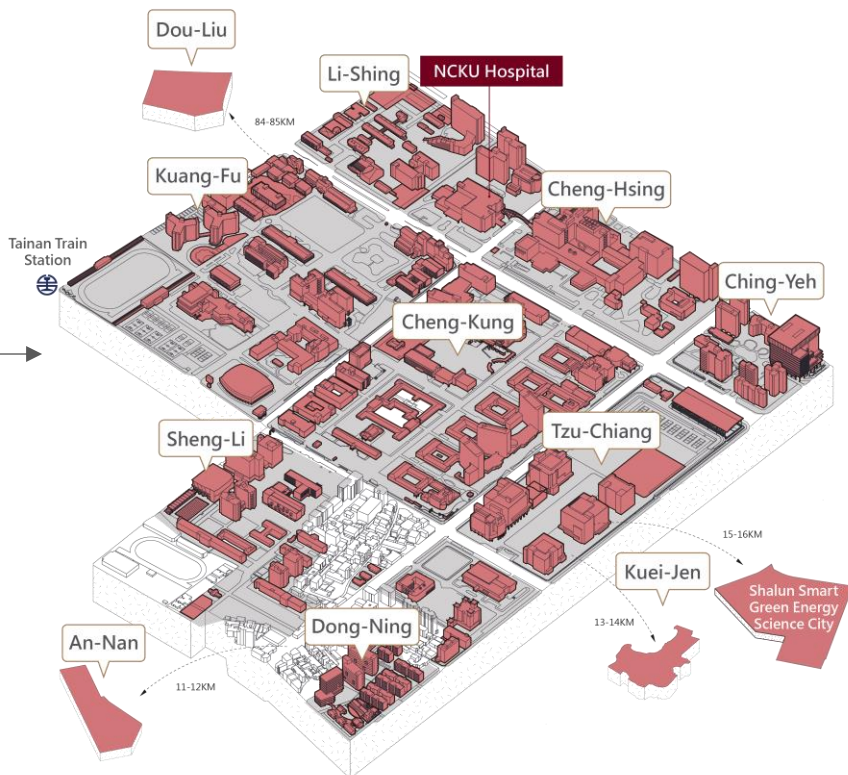 Dou-Liu
Li-Shing
NCKU Hospital
84-85KM
Kuang-Fu
Cheng-Hsing
Tainan Train
Station
Ching-Yeh
Cheng-Kung
Sheng-Li
Tzu-Chiang
15-16KM
Kuei-Jen
Shalun Smart
Green Energy
Science City
13-14KM
Dong-Ning
An-Nan
11-12KM